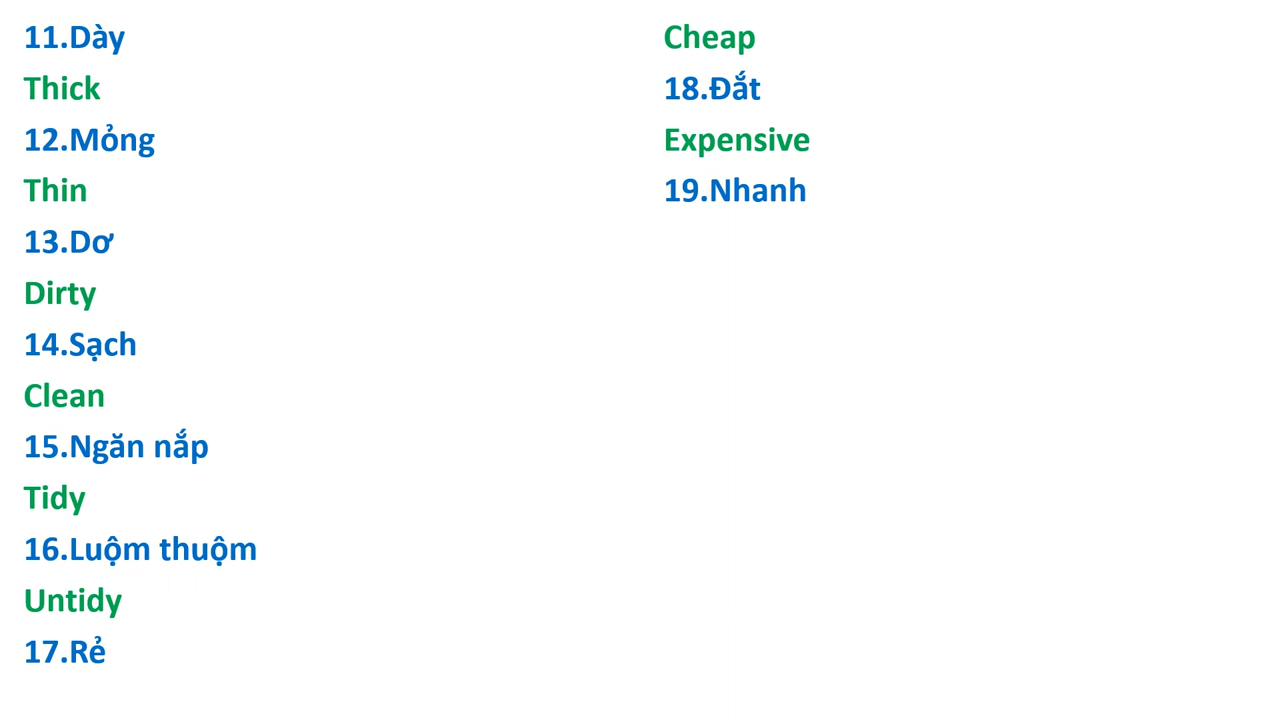 11.Dày
Thick
12.Mỏng
Thin
13.Dơ
Dirty
14.Sạch
Clean
15.Ngăn nắp
Tidy
16.Luộm thuộm
Untidy
17.Rẻ
Cheap
18.Đắt
Expensive
19.Nhanh